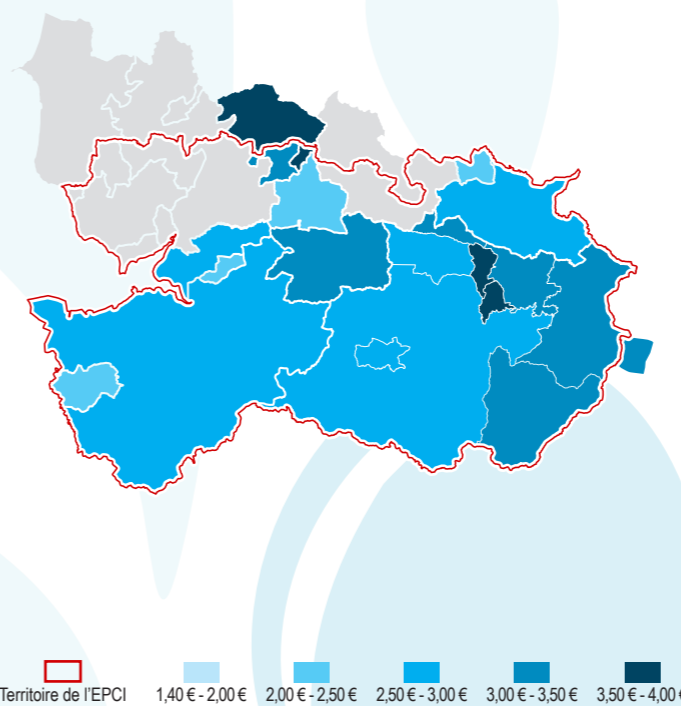 Territoire de l'EPCI 1,40 € - 2,00 € 2,00 € - 2,50 € 2,50 € - 3,00 € 3,00 € - 3,50 € 3,50 € - 4,00 €